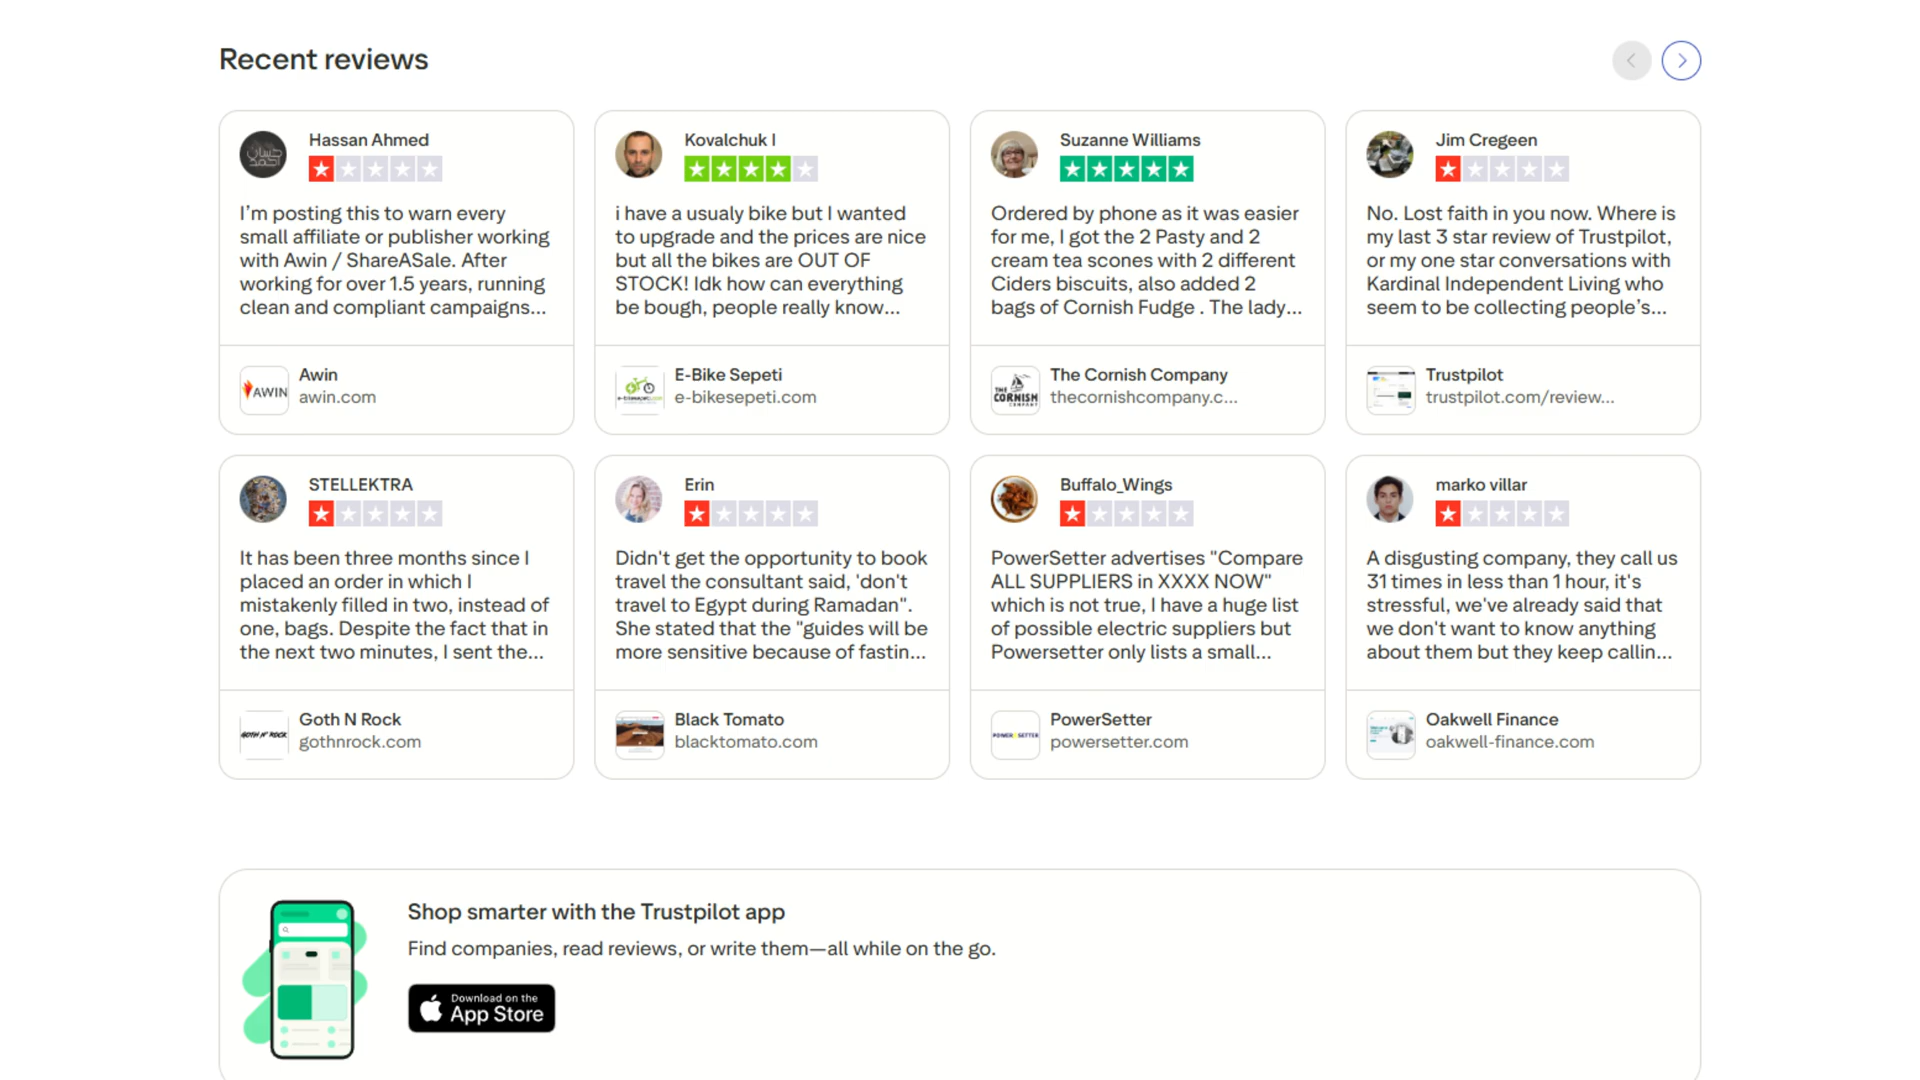 Recent reviews
Hassan Ahmed
I’m posting this to warn every
small affiliate or publisher working
with Awin / ShareASale. After
working for over 1.5 years, running
clean and compliant campaigns...
AWIN
Awin
awin.com
Kovalchuk I
i have a usualy bike but I wanted
to upgrade and the prices are nice
but all the bikes are OUT OF
STOCK! Idk how can everything
be bough, people really know...
E-Bike Sepeti
e-bikesepeti.com
Suzanne Williams
Ordered by phone as it was easier
for me, I got the 2 Pasty and 2
cream tea scones with 2 different
Ciders biscuits, also added 2
bags of Cornish Fudge . The lady...
THE
CORNISH
COMPANY
The Cornish Company
thecornishcompany.c...
Jim Cregeen
No. Lost faith in you now. Where is
my last 3 star review of Trustpilot,
or my one star conversations with
Kardinal Independent Living who
seem to be collecting people’s...
Trustpilot
trustpilot.com/review...
STELLEKTRA
It has been three months since I
placed an order in which I
mistakenly filled in two, instead of
one, bags. Despite the fact that in
the next two minutes, I sent the...
GOTH N' ROCK
Goth N Rock
gothnrock.com
Erin
Didn't get the opportunity to book
travel the consultant said, 'don't
travel to Egypt during Ramadan".
She stated that the "guides will be
more sensitive because of fastin...
Black Tomato
blacktomato.com
Buffalo_Wings
PowerSetter advertises "Compare
ALL SUPPLIERS in XXXX NOW"
which is not true, I have a huge list
of possible electric suppliers but
Powersetter only lists a small...
POWER SETTER
PowerSetter
powersetter.com
marko villar
A disgusting company, they call us
31 times in less than 1 hour, it's
stressful, we've already said that
we don't want to know anything
about them but they keep callin...
Oakwell Finance
oakwell-finance.com
Shop smarter with the Trustpilot app
Find companies, read reviews, or write them—all while on the go.
Download on the
App Store